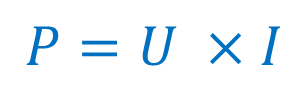 P = U × I